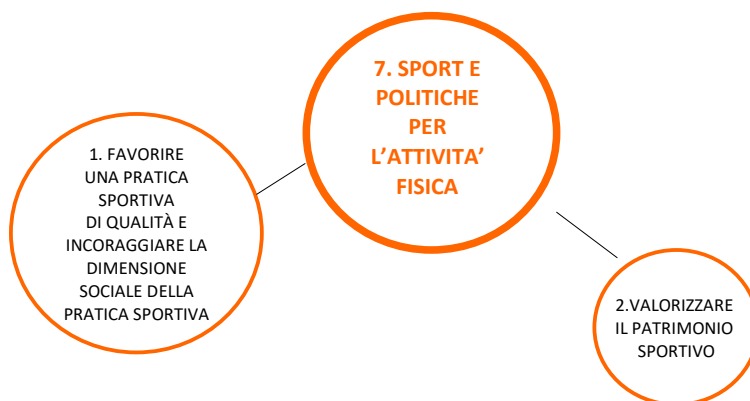 7. SPORT E
POLITICHE
PER
L’ATTIVITA’
FISICA
1. FAVORIRE
UNA PRATICA
SPORTIVA
DI QUALITÀ E
INCORAGGIARE LA
DIMENSIONE
SOCIALE DELLA
PRATICA SPORTIVA
2.VALORIZZARE
IL PATRIMONIO
SPORTIVO